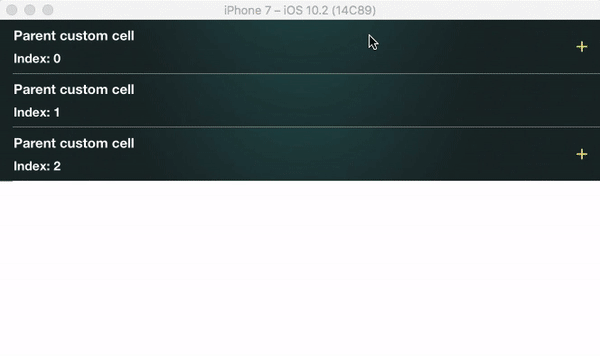 iPhone 7 – iOS 10.2 (14C89)
Parent custom cell
Index: 0
+
Parent custom cell
Index: 1
Parent custom cell
Index: 2
+